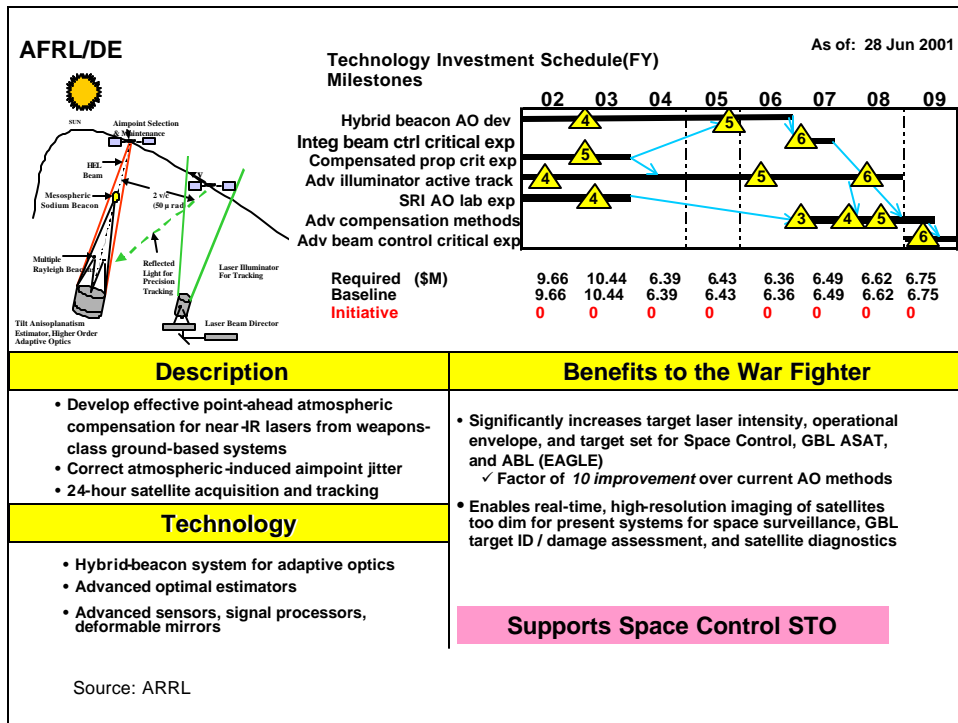 AFRL/DE
As of: 28 Jun 2001
Technology Investment Schedule(FY)
Milestones
02 03 04 05 06 07 08 09
Hybrid beacon AO dev
4 5
Integ beam ctrl critical exp
6
Compensated prop crit exp
5
Adv illuminator active track
4 5 6
SRI AO lab exp
4
Adv compensation methods
3 4 5
Adv beam control critical exp
6
Required ($M) 9.66 10.44 6.39 6.43 6.36 6.49 6.62 6.75
Baseline 9.66 10.44 6.39 6.43 6.36 6.49 6.62 6.75
Initiative 0 0 0 0 0 0 0 0
SUN
Aimpoint Selection
& Maintenance
HEL
Beam
V
Mesospheric
Sodium Beacon
2 v/c
(50 µ rad)
Multiple
Rayleigh Beacons
Reflected
Light for
Precision
Tracking
Laser Illuminator
For Tracking
Laser Beam Director
Tilt Anisoplanatism
Estimator, Higher Order
Adaptive Optics
Description
• Develop effective point-ahead atmospheric
compensation for near-IR lasers from weapons-
class ground-based systems
• Correct atmospheric-induced aimpoint jitter
• 24-hour satellite acquisition and tracking
Technology
• Hybrid-beacon system for adaptive optics
• Advanced optimal estimators
• Advanced sensors, signal processors,
deformable mirrors
Benefits to the War Fighter
• Significantly increases target laser intensity, operational
envelope, and target set for Space Control, GBL ASAT,
and ABL (EAGLE)
✓ Factor of 10 improvement over current AO methods
• Enables real-time, high-resolution imaging of satellites
too dim for present systems for space surveillance, GBL
target ID / damage assessment, and satellite diagnostics
Supports Space Control STO
Source: ARRL